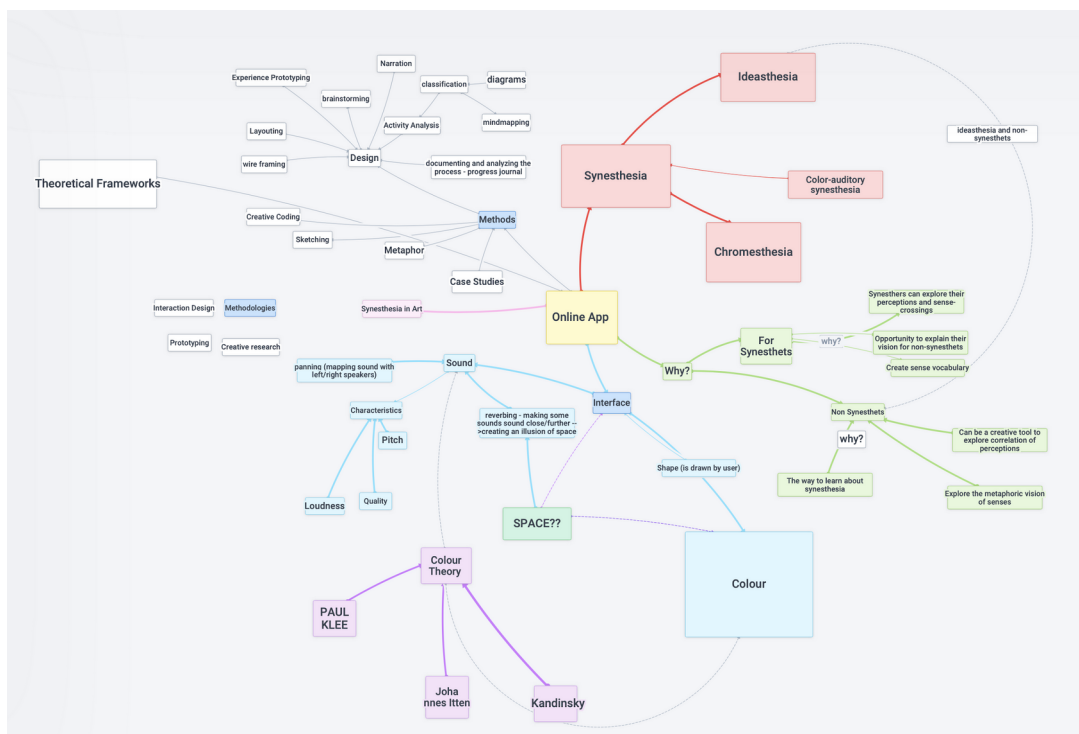 Narration
Ideasthesia
Experience Prototyping
classification
diagrams
brainstorming
mindmapping
Layouting
Activity Analysis
ideasthesia and non-
synesthets
Design
wire framing
documenting and analyzing the
process - progress journal
Theoretical Frameworks
Synesthesia
Color-auditory
synesthesia
Creative Coding
Methods
Sketching
Metaphor
Chromesthesia
Case Studies
Interaction Design
Methodologies
Synesthesia in Art
Online App
Synesthers can explore their
perceptions and sense-
crossings
Prototyping
Creative research
For
Synesthets
why?
Opportunity to explain their
vision for non-synesthets
Create sense vocabulary
panning (mapping sound with
left/right speakers)
Sound
Why?
Interface
Characteristics
reverbing - making some
sounds sound close/further --
>creating an illusion of space
Non Synesthets
Pitch
why?
Can be a creative tool to
explore correlation of
perceptions
Shape (is drawn by user)
The way to learn about
synesthesia
Explore the metaphoric vision
of senses
Loudness
Quality
SPACE??
Colour
Theory
Colour
PAUL
KLEE
Joha
nnes Itten
Kandinsky